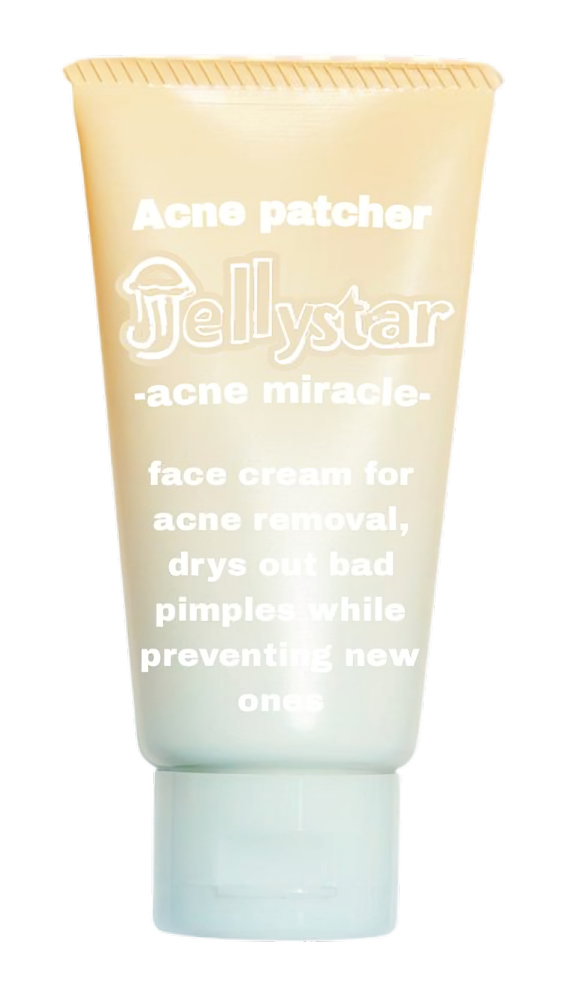 Acne patcher
Jellystar
-acne miracle-
face cream for
acne removal,
drys out bad
pimples while
preventing new
ones